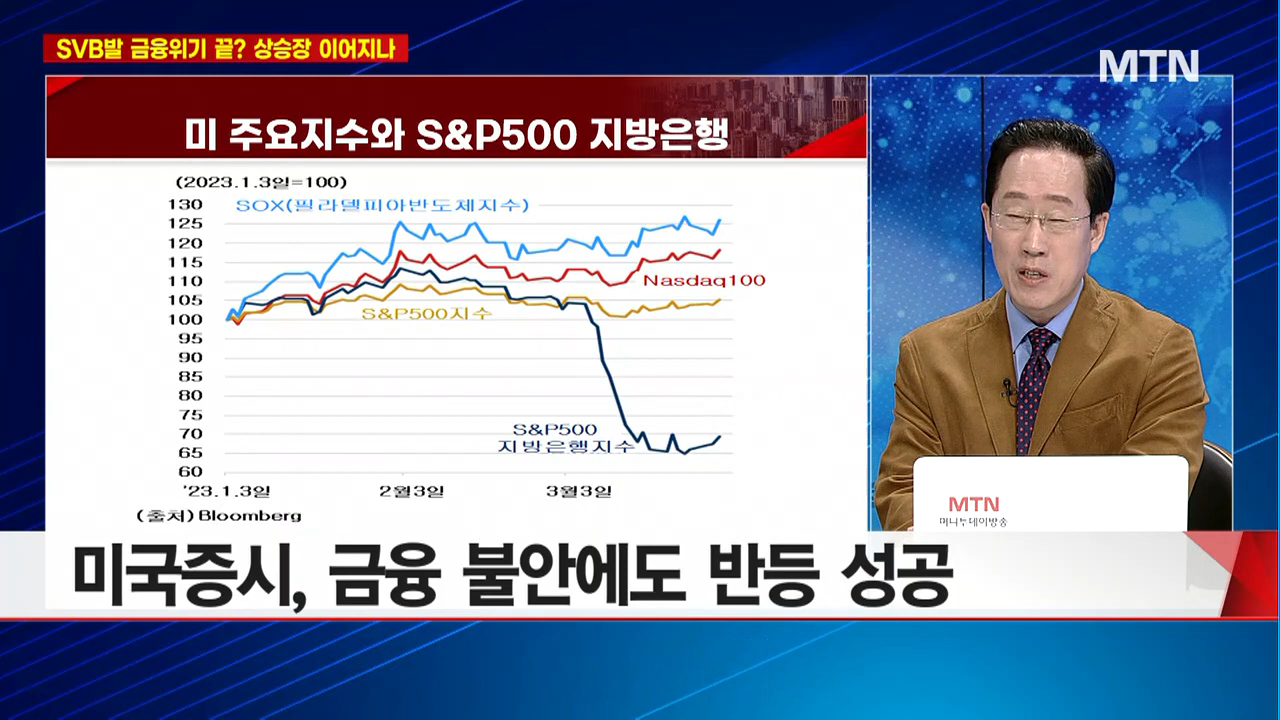 SVB발 금융위기 끝? 상승장 이어지나
MTN
미 주요지수와 S&P500 지방은행
(2023.1.3일=100)
130
SOX(필라델피아반도체지수)
125
120
115
110
Nasdaq100
105
S&P500지수
100
95
90
85
80
75
S&P500
70
지방은행지수
65
60
'23.1.3일
2월3일
3월3일
(출처)Bloomberg
MTN
머니투데이방송
미국증시, 금융 불안에도 반등 성공